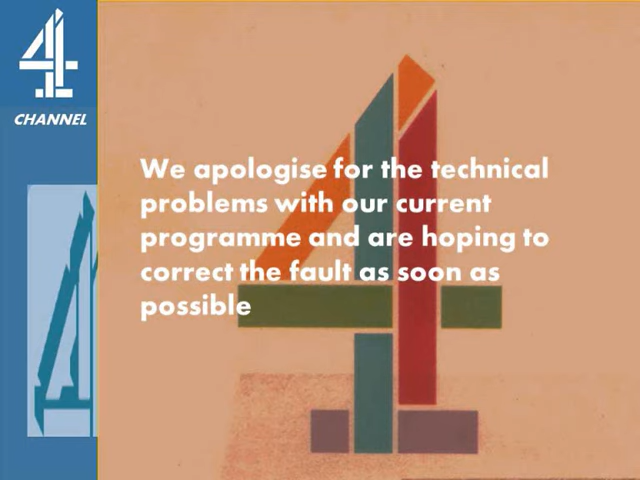 4
CHANNEL
We apologise for the technical
problems with our current
programme and are hoping to
correct the fault as soon as
possible